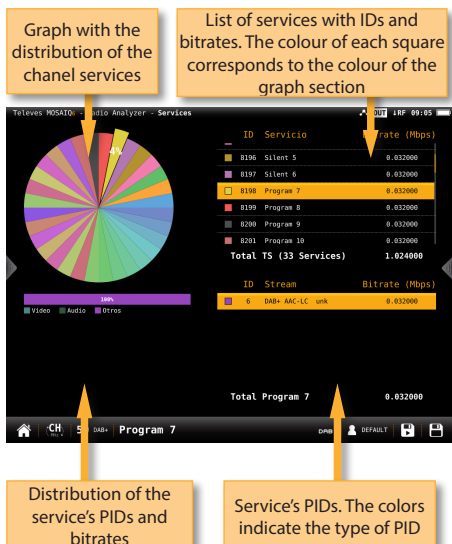 Graph with the
distribution of the
chanel services
List of services with IDs and
bitrates. The colour of each square
corresponds to the colour of the
graph section
Televes MOSAIQ6 - Radio Analyzer - Services
OUT ↓RF 09:05
4%
ID Servicio Bitrate (Mbps)
8196 Silent 5 0.032000
8197 Silent 6 0.032000
8198 Program 7 0.032000
8199 Program 8 0.032000
8200 Program 9 0.032000
8201 Program 10 0.032000
Total TS (33 Services) 1.024000
100%
Video Audio Otros
ID Stream Bitrate (Mbps)
6 DAB+ AAC-LC unk 0.032000
Total Program 7 0.032000
CH DAB+ Program 7 DAB DEFAULT
Distribution of the
service's PIDs and
bitrates
Service's PIDs. The colors
indicate the type of PID